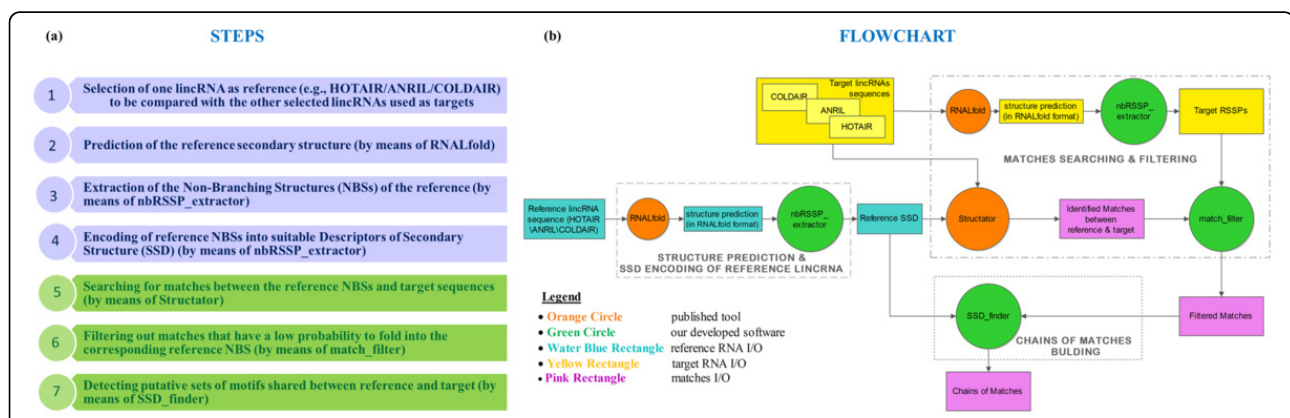 (a)
STEPS
1
Selection of one lincRNA as reference (e.g., HOTAIR/ANRIL/COLDAIR)
to be compared with the other selected lincRNAs used as targets
2
Prediction of the reference secondary structure (by means of RNALfold)
3
Extraction of the Non-Branching Structures (NBSs) of the reference (by
means of nbRSSP_extractor)
4
Encoding of reference NBSs into suitable Descriptors of Secondary
Structure (SSD) (by means of nbRSSP_extractor)
5
Searching for matches between the reference NBSs and target sequences
(by means of Structator)
6
Filtering out matches that have a low probability to fold into the
corresponding reference NBS (by means of match_filter)
7
Detecting putative sets of motifs shared between reference and target (by
means of SSD_finder)
(b)
FLOWCHART
Target lincRNAs
sequences
COLDAIR
ANRIL
HOTAIR
RNALfold
structure prediction
(in RNALfold format)
nbRSSP_
extractor
Target RSSPs
MATCHES SEARCHING & FILTERING
Reference lincRNA
sequence (HOTAIR
\ANRIL\COLDAIR)
RNALfold
structure prediction
(in RNALfold format)
nbRSSP_
extractor
Reference SSD
Structator
Identified Matches
between
reference & target
match_filter
STRUCTURE PREDICTION &
SSD ENCODING OF REFERENCE LINCRNA
SSD_finder
Filtered Matches
CHAINS OF MATCHES
BULDING
Chains of Matches
Legend
• Orange Circle published tool
• Green Circle our developed software
• Water Blue Rectangle reference RNA I/O
• Yellow Rectangle target RNA I/O
• Pink Rectangle matches I/O